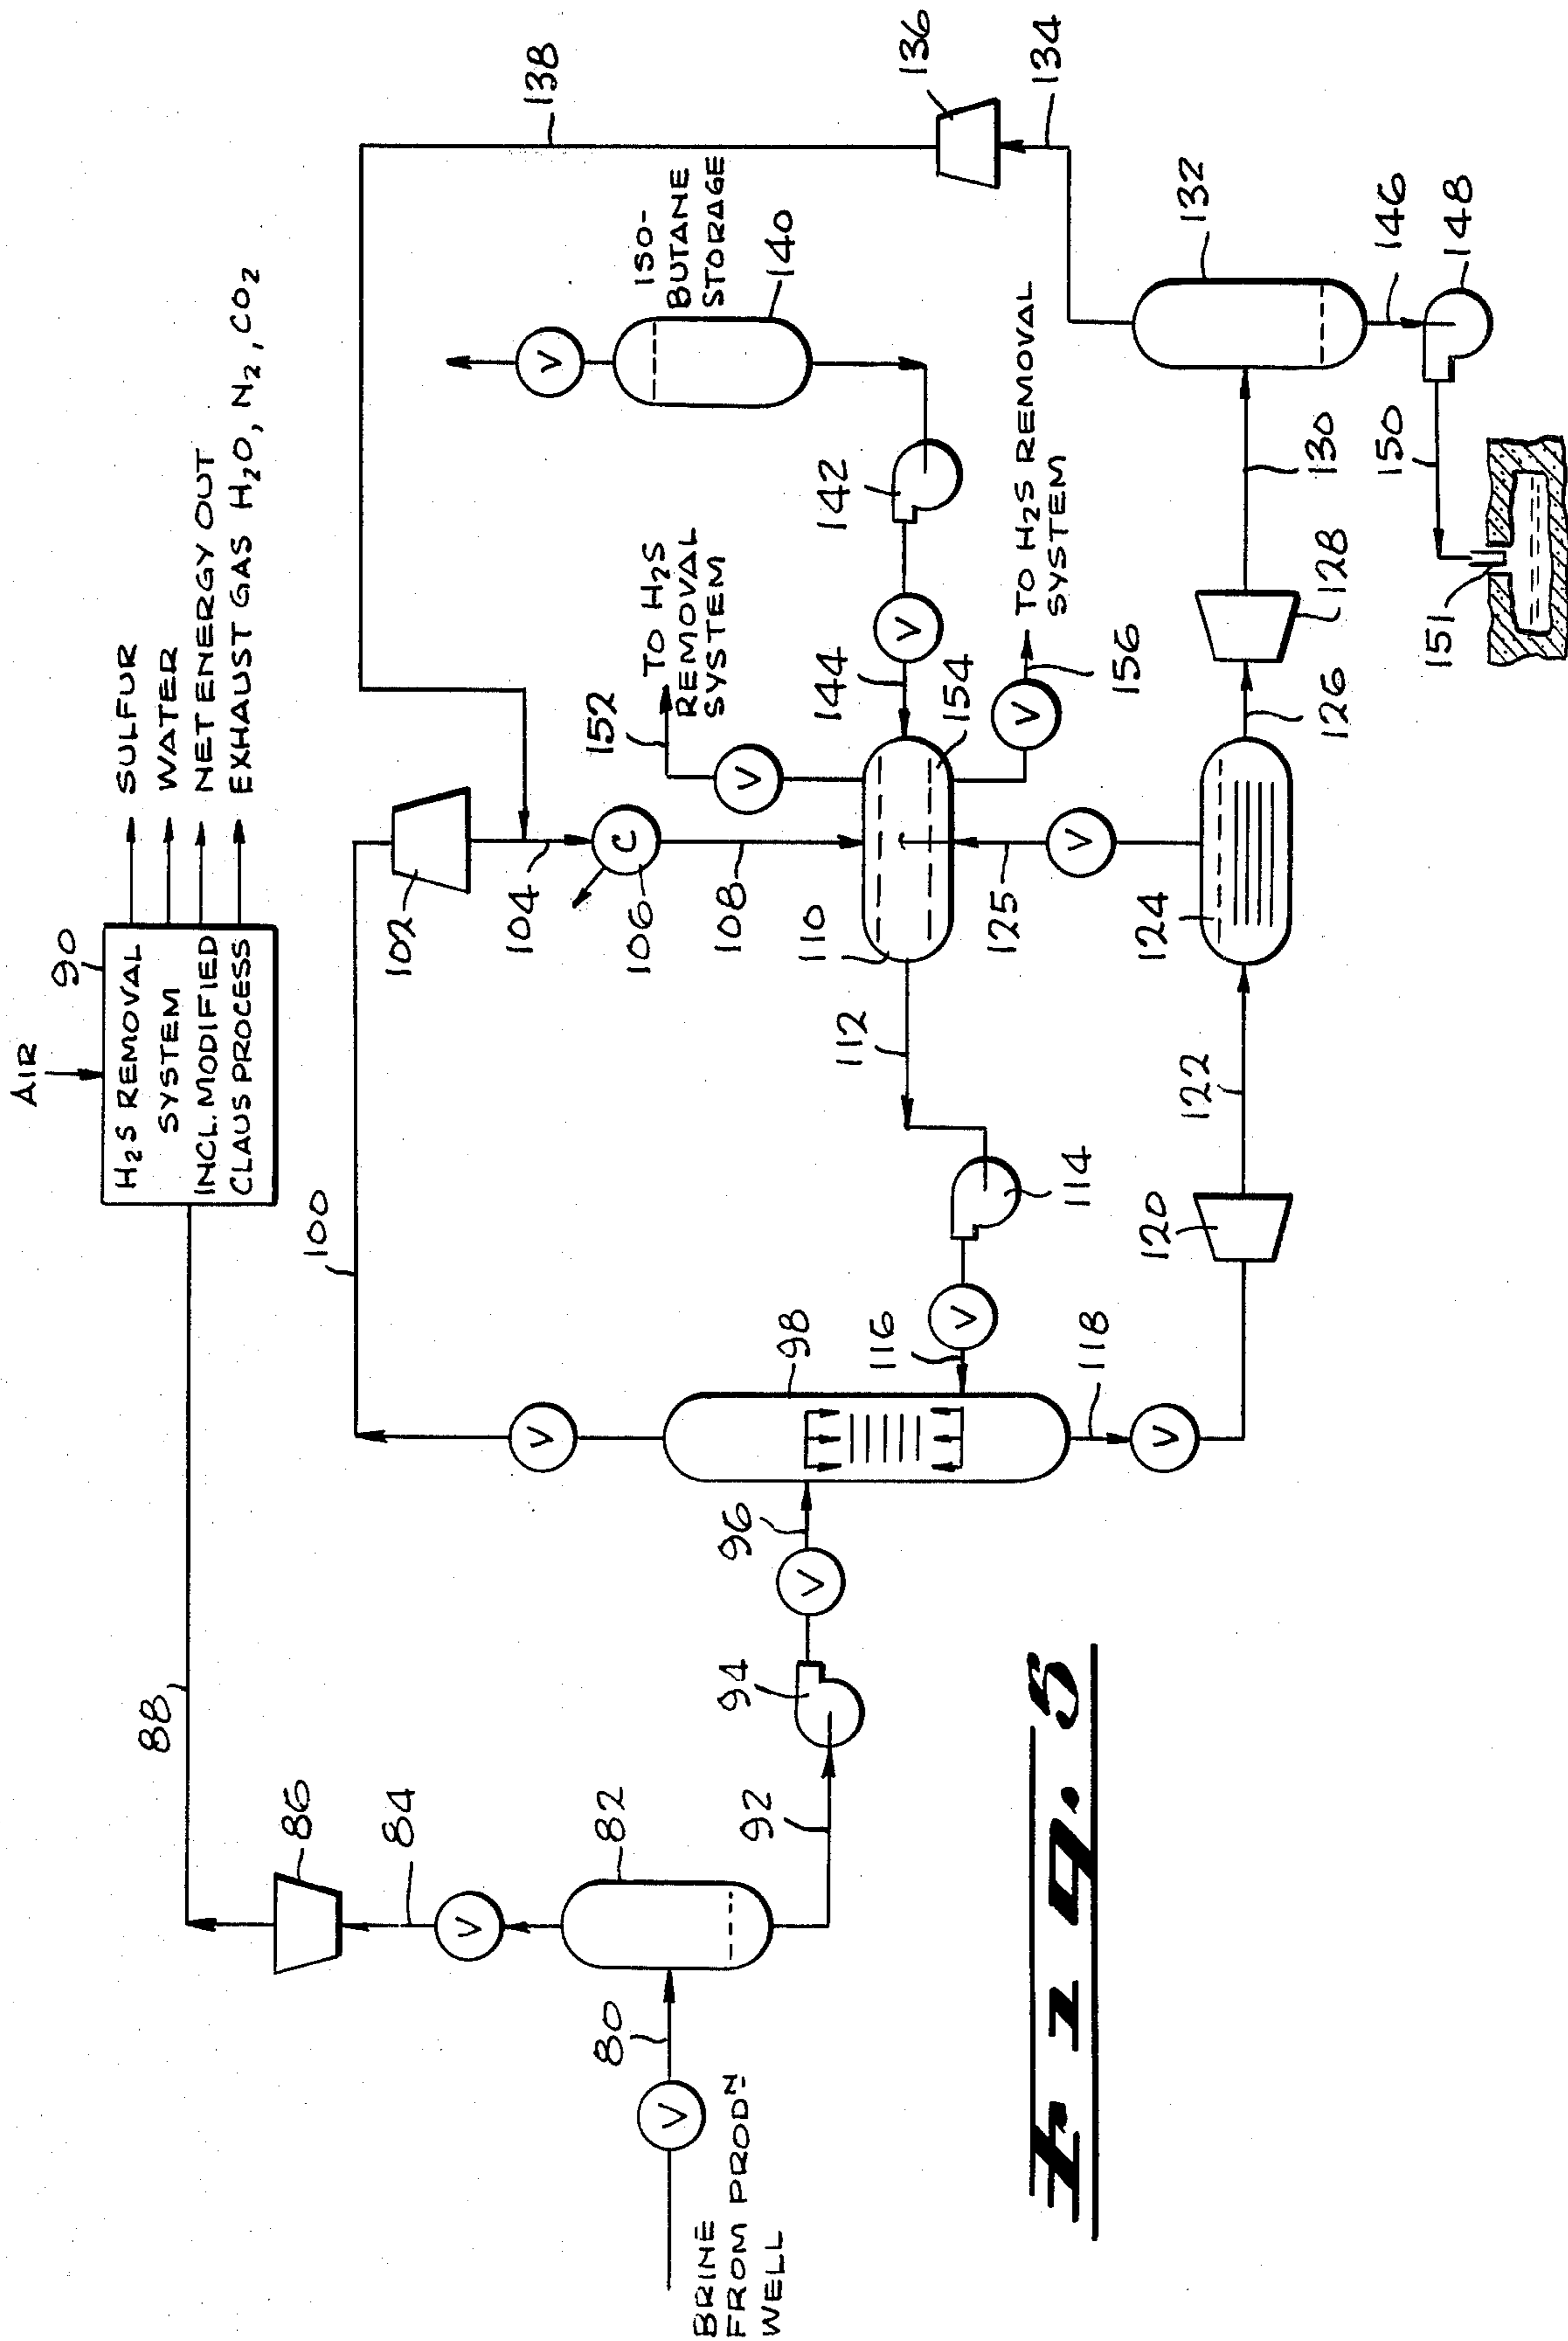 AIR
90
H₂S REMOVAL
SYSTEM
INCL. MODIFIED
CLAUS PROCESS
SULFUR
WATER
NET ENERGY OUT
EXHAUST GAS H₂O, N₂, CO₂
88
86
84
82
80
BRINE
FROM PRODᴺ
WELL
V
V
92
94
V
96
98
V
100
102
104
C
106
108
110
112
114
V
116
118
V
120
122
124
125
V
126
128
130
132
134
136
138
V
ISO-
BUTANE
STORAGE
140
142
V
144
152
TO H₂S
REMOVAL
SYSTEM
V
154
V
156
TO H₂S REMOVAL
SYSTEM
146
148
150
151
Fig. 5